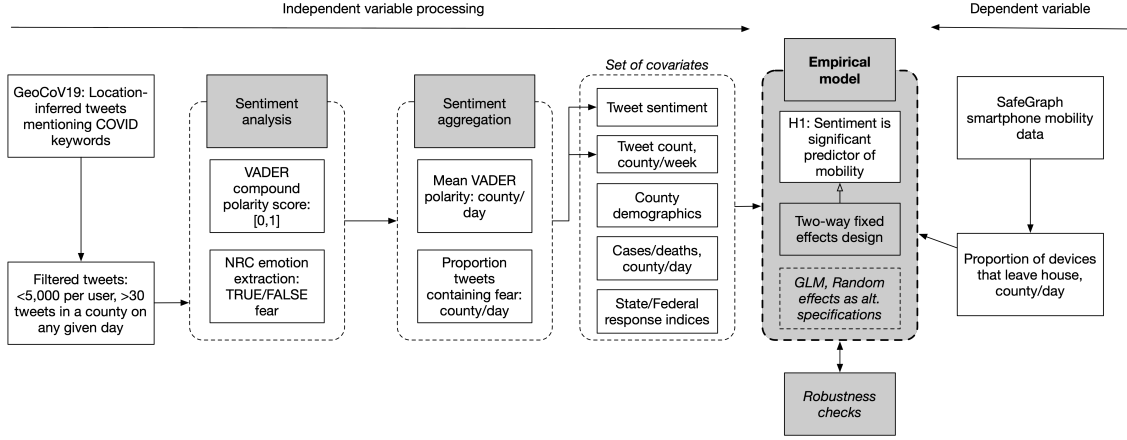 Independent variable processing
Dependent variable
GeoCoV19: Location-
inferred tweets
mentioning COVID
keywords
Filtered tweets:
<5,000 per user, >30
tweets in a county on
any given day
Sentiment
analysis
VADER
compound
polarity score:
[0,1]
NRC emotion
extraction:
TRUE/FALSE
fear
Sentiment
aggregation
Mean VADER
polarity: county/
day
Proportion
tweets
containing fear:
county/day
Set of covariates
Tweet sentiment
Tweet count,
county/week
County
demographics
Cases/deaths,
county/day
State/Federal
response indices
Empirical
model
H1: Sentiment is
significant
predictor of
mobility
Two-way fixed
effects design
GLM, Random
effects as alt.
specifications
Robustness
checks
SafeGraph
smartphone mobility
data
Proportion of devices
that leave house,
county/day